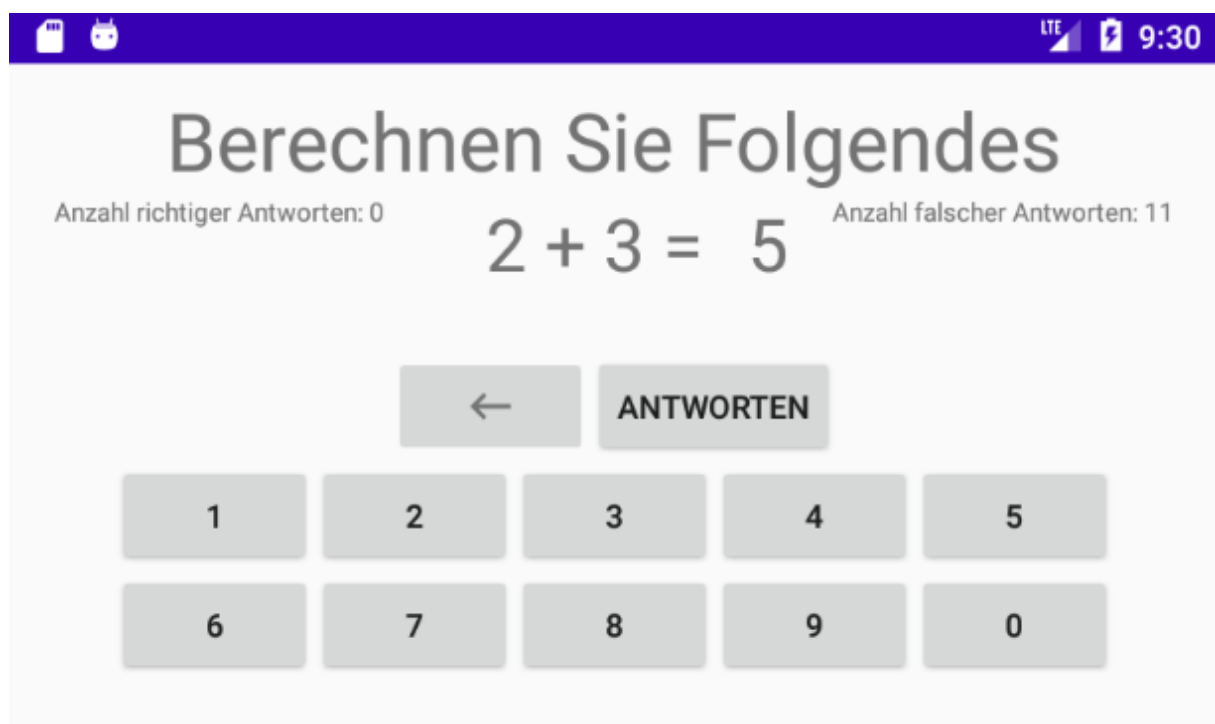 LTE 9:30
Berechnen Sie Folgendes
Anzahl richtiger Antworten: 0
2 + 3 = 5
Anzahl falscher Antworten: 11
← ANTWORTEN
1 2 3 4 5
6 7 8 9 0